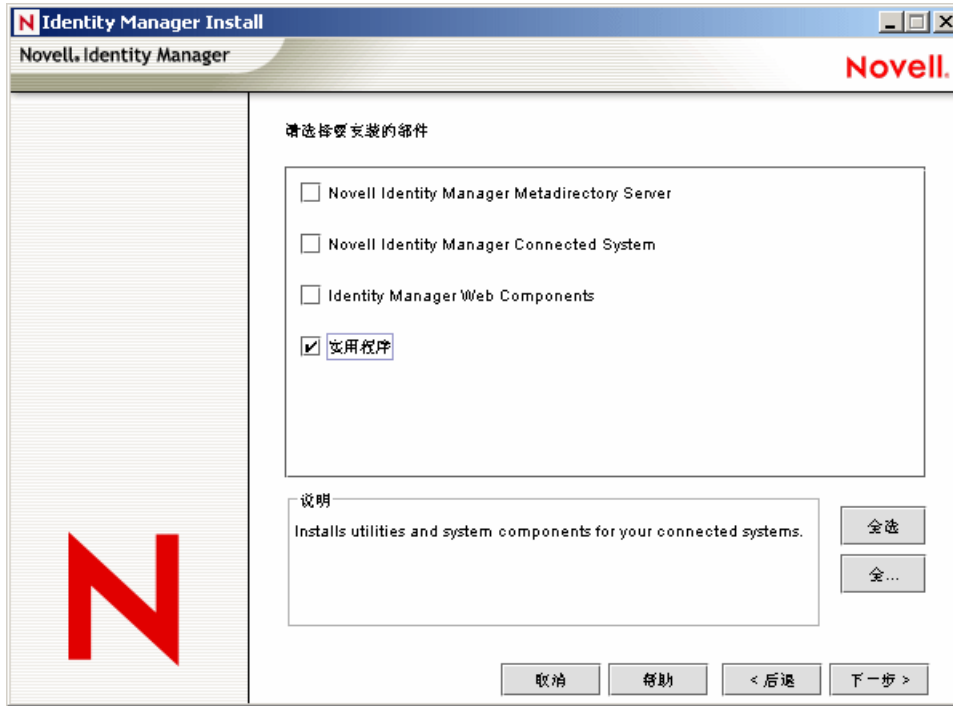 Identity Manager Install
Novell. Identity Manager
Novell.
请选择要安装的部件
Novell Identity Manager Metadirectory Server
Novell Identity Manager Connected System
Identity Manager Web Components
实用程序
说明
Installs utilities and system components for your connected systems.
全选
全...
取消
帮助
< 后退
下一步 >